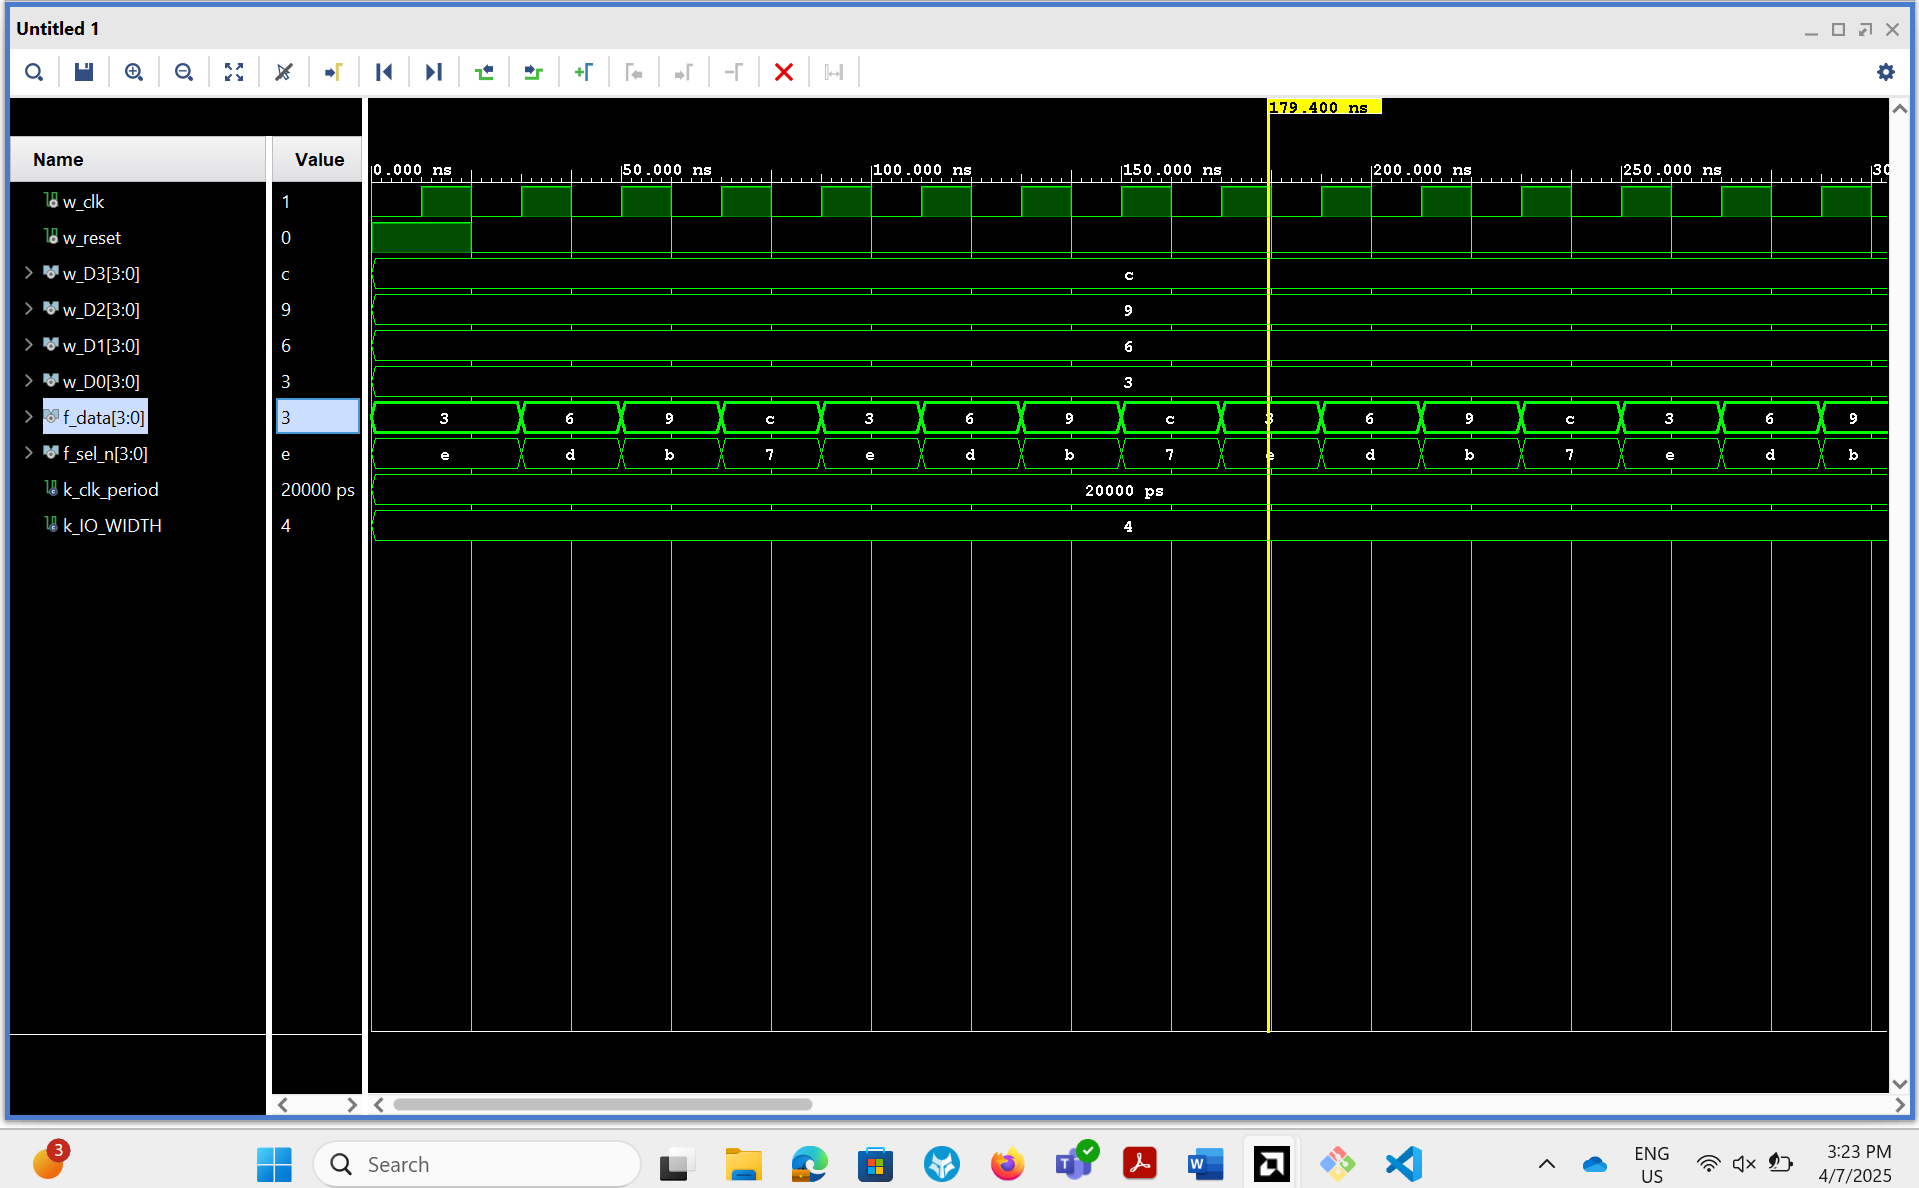 Untitled 1
179.400 ns
Name Value
0.000 ns 50.000 ns 100.000 ns 150.000 ns 200.000 ns 250.000 ns 30
w_clk 1
w_reset 0
w_D3[3:0] c c
w_D2[3:0] 9 9
w_D1[3:0] 6 6
w_D0[3:0] 3 3
f_data[3:0] 3 3 6 9 c 3 6 9 c 3 6 9 c 3 6 9
f_sel_n[3:0] e e d b 7 e d b 7 e d b 7 e d b
k_clk_period 20000 ps 20000 ps
k_IO_WIDTH 4 4
3
Search
ENG
US
3:23 PM
4/7/2025